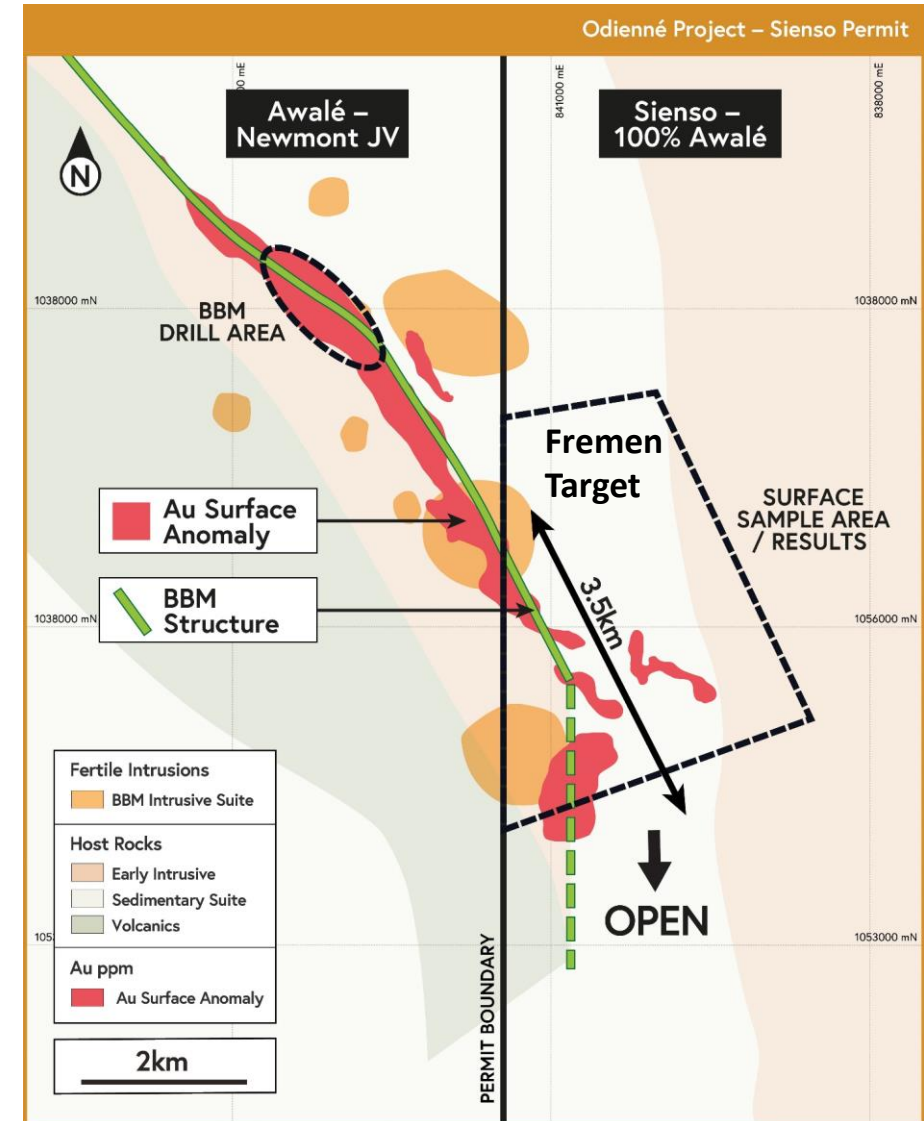 Odienné Project – Sienso Permit
841000 mE
838000 mE
Awalé –
Newmont JV
Sienso –
100% Awalé
N
1038000 mN
1038000 mN
BBM
DRILL AREA
Fremen
Target
SURFACE
SAMPLE AREA
/ RESULTS
Au Surface
Anomaly
3.5km
BBM
Structure
1038000 mN
1056000 mN
Fertile Intrusions
BBM Intrusive Suite
Host Rocks
Early Intrusive
Sedimentary Suite
Volcanics
Au ppm
Au Surface Anomaly
OPEN
1053000 mN
PERMIT BOUNDARY
2km